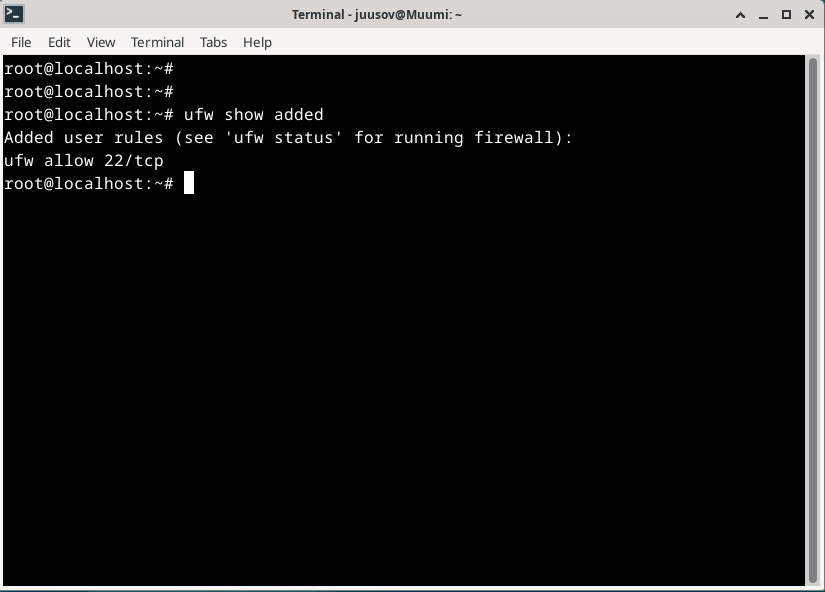 Terminal - juusov@Muumi: ~
File Edit View Terminal Tabs Help
root@localhost:~#
root@localhost:~#
root@localhost:~# ufw show added
Added user rules (see 'ufw status' for running firewall):
ufw allow 22/tcp
root@localhost:~#